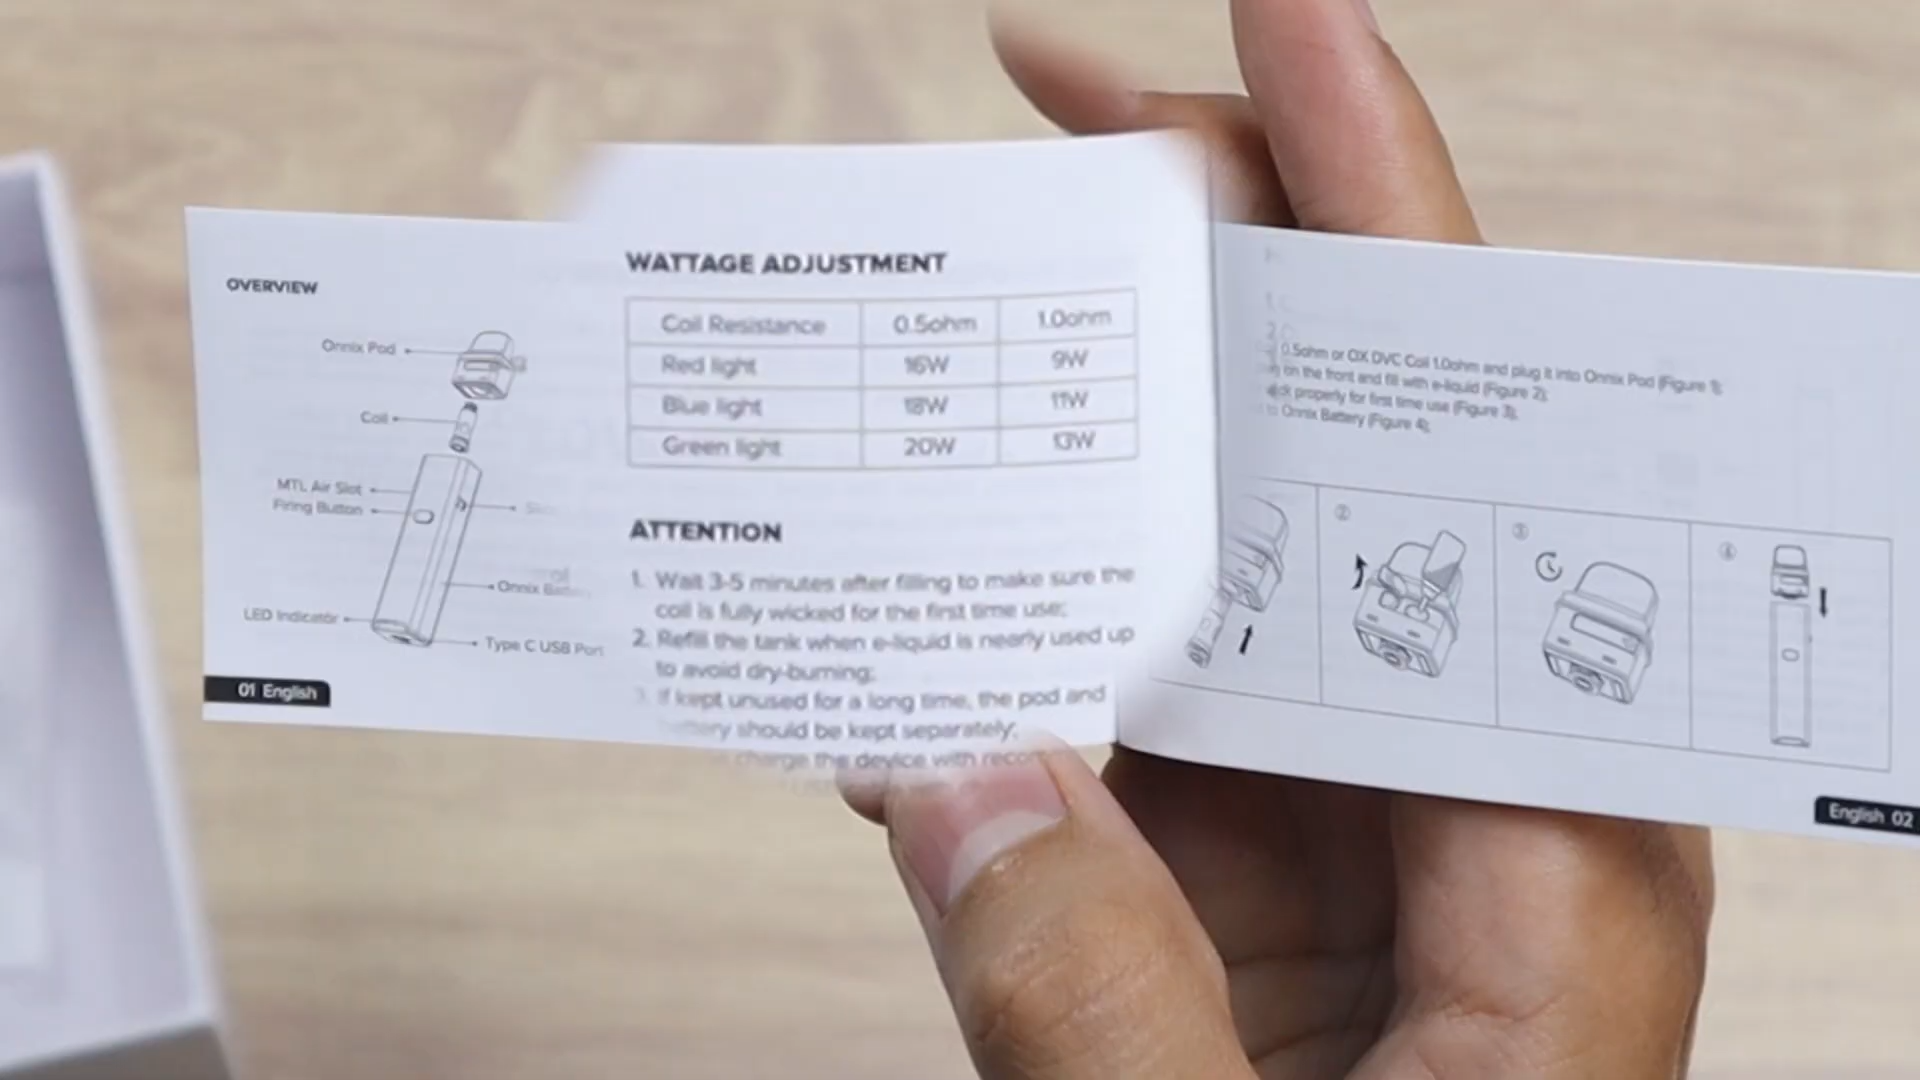 OVERVIEW
Onnix Pod
Coil
MTL Air Slot
Firing Button
Onnix
LED Indicator
Type C USB Port
01 English
WATTAGE ADJUSTMENT
Coil Resistance 0.5ohm 1.0ohm
Red light 16W 9W
Blue light 18W 11W
Green light 20W 13W
ATTENTION
1. Wait 3-5 minutes after filling to make sure the
coil is fully wicked for the first time use;
2. Refill the tank when e-liquid is nearly used up
to avoid dry-burning;
3. If kept unused for a long time, the pod and
should be kept separately;
charge the device with
0.5ohm or OX DVC Coil 1.0ohm and plug it into Onnix Pod (Figure 1);
on the front and fill with e-liquid (Figure 2);
properly for first time use (Figure 3);
to Onnix Battery (Figure 4);
②
③
④
English 02